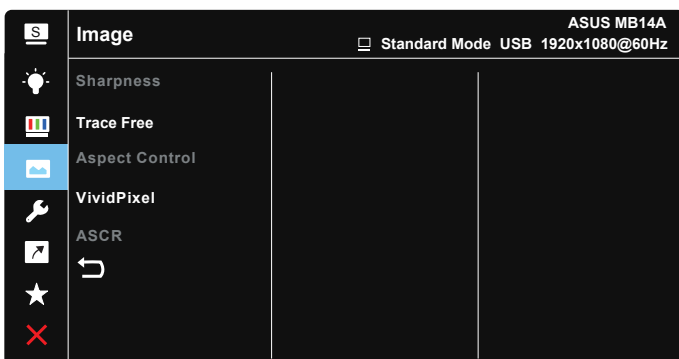 S
Image
ASUS MB14A
Standard Mode USB 1920x1080@60Hz
Sharpness
Trace Free
Aspect Control
VividPixel
ASCR